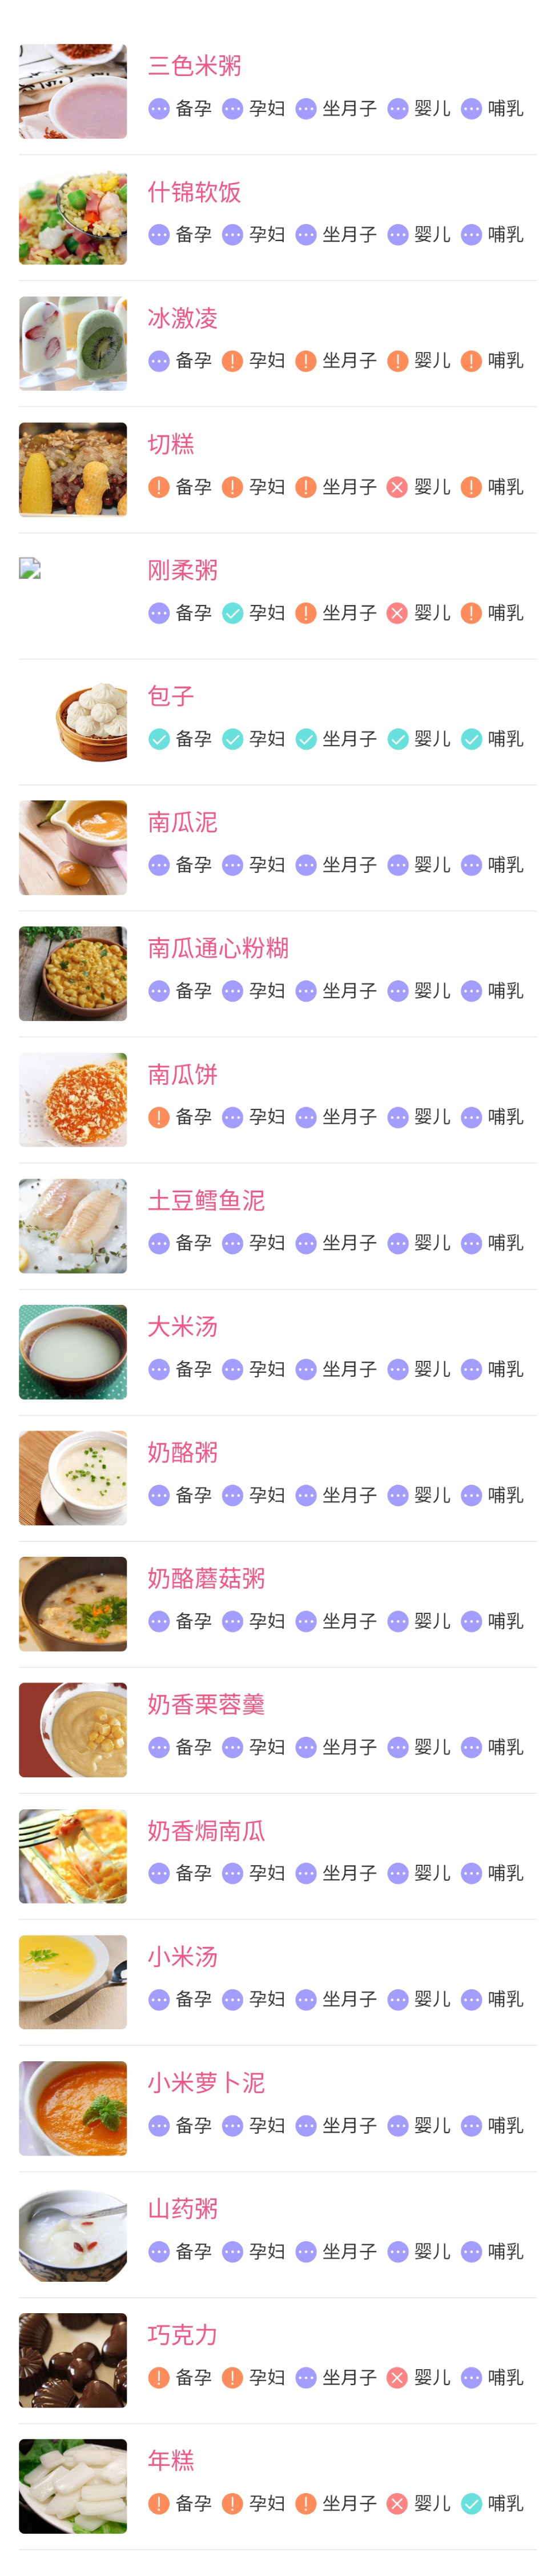 三色米粥
备孕 孕妇 坐月子 婴儿 哺乳
什锦软饭
备孕 孕妇 坐月子 婴儿 哺乳
冰激凌
备孕 孕妇 坐月子 婴儿 哺乳
切糕
备孕 孕妇 坐月子 婴儿 哺乳
刚柔粥
备孕 孕妇 坐月子 婴儿 哺乳
包子
备孕 孕妇 坐月子 婴儿 哺乳
南瓜泥
备孕 孕妇 坐月子 婴儿 哺乳
南瓜通心粉糊
备孕 孕妇 坐月子 婴儿 哺乳
南瓜饼
备孕 孕妇 坐月子 婴儿 哺乳
土豆鳕鱼泥
备孕 孕妇 坐月子 婴儿 哺乳
大米汤
备孕 孕妇 坐月子 婴儿 哺乳
奶酪粥
备孕 孕妇 坐月子 婴儿 哺乳
奶酪蘑菇粥
备孕 孕妇 坐月子 婴儿 哺乳
奶香栗蓉羹
备孕 孕妇 坐月子 婴儿 哺乳
奶香焗南瓜
备孕 孕妇 坐月子 婴儿 哺乳
小米汤
备孕 孕妇 坐月子 婴儿 哺乳
小米萝卜泥
备孕 孕妇 坐月子 婴儿 哺乳
山药粥
备孕 孕妇 坐月子 婴儿 哺乳
巧克力
备孕 孕妇 坐月子 婴儿 哺乳
年糕
备孕 孕妇 坐月子 婴儿 哺乳